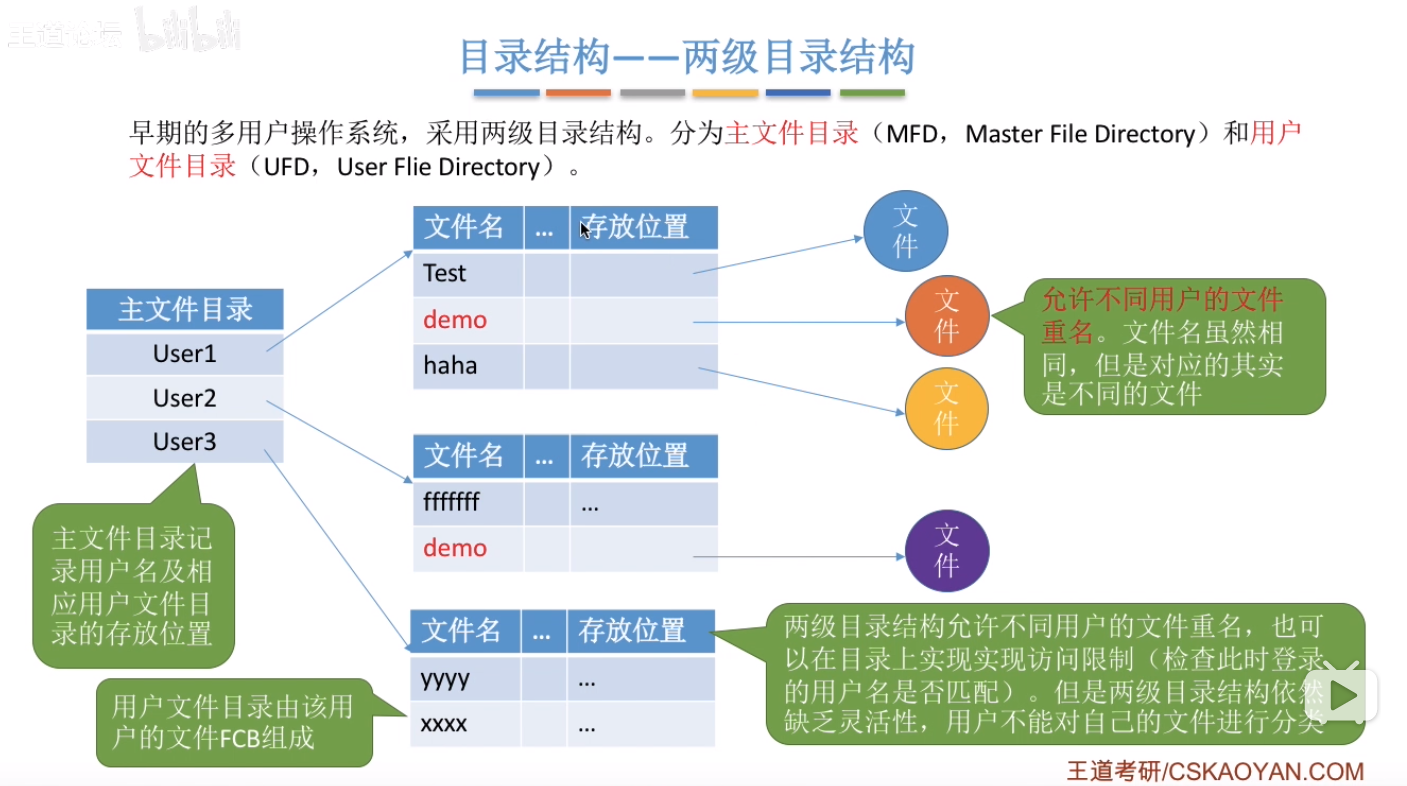 王道论坛 bilibili
目录结构——两级目录结构
早期的多用户操作系统，采用两级目录结构。分为主文件目录（MFD，Master File Directory）和用户
文件目录（UFD，User Flie Directory）。
主文件目录
User1
User2
User3
文件名 ... 存放位置
Test
demo
haha
文件名 ... 存放位置
fffffff ...
demo
文件名 ... 存放位置
yyyy ...
xxxx ...
文
件
文
件
文
件
文
件
允许不同用户的文件
重名。文件名虽然相
同，但是对应的其实
是不同的文件
主文件目录记
录用户名及相
应用户文件目
录的存放位置
用户文件目录由该用
户的文件FCB组成
两级目录结构允许不同用户的文件重名，也可
以在目录上实现实现访问限制（检查此时登录
的用户名是否匹配）。但是两级目录结构依然
缺乏灵活性，用户不能对自己的文件进行分类
王道考研/CSKAOYAN.COM